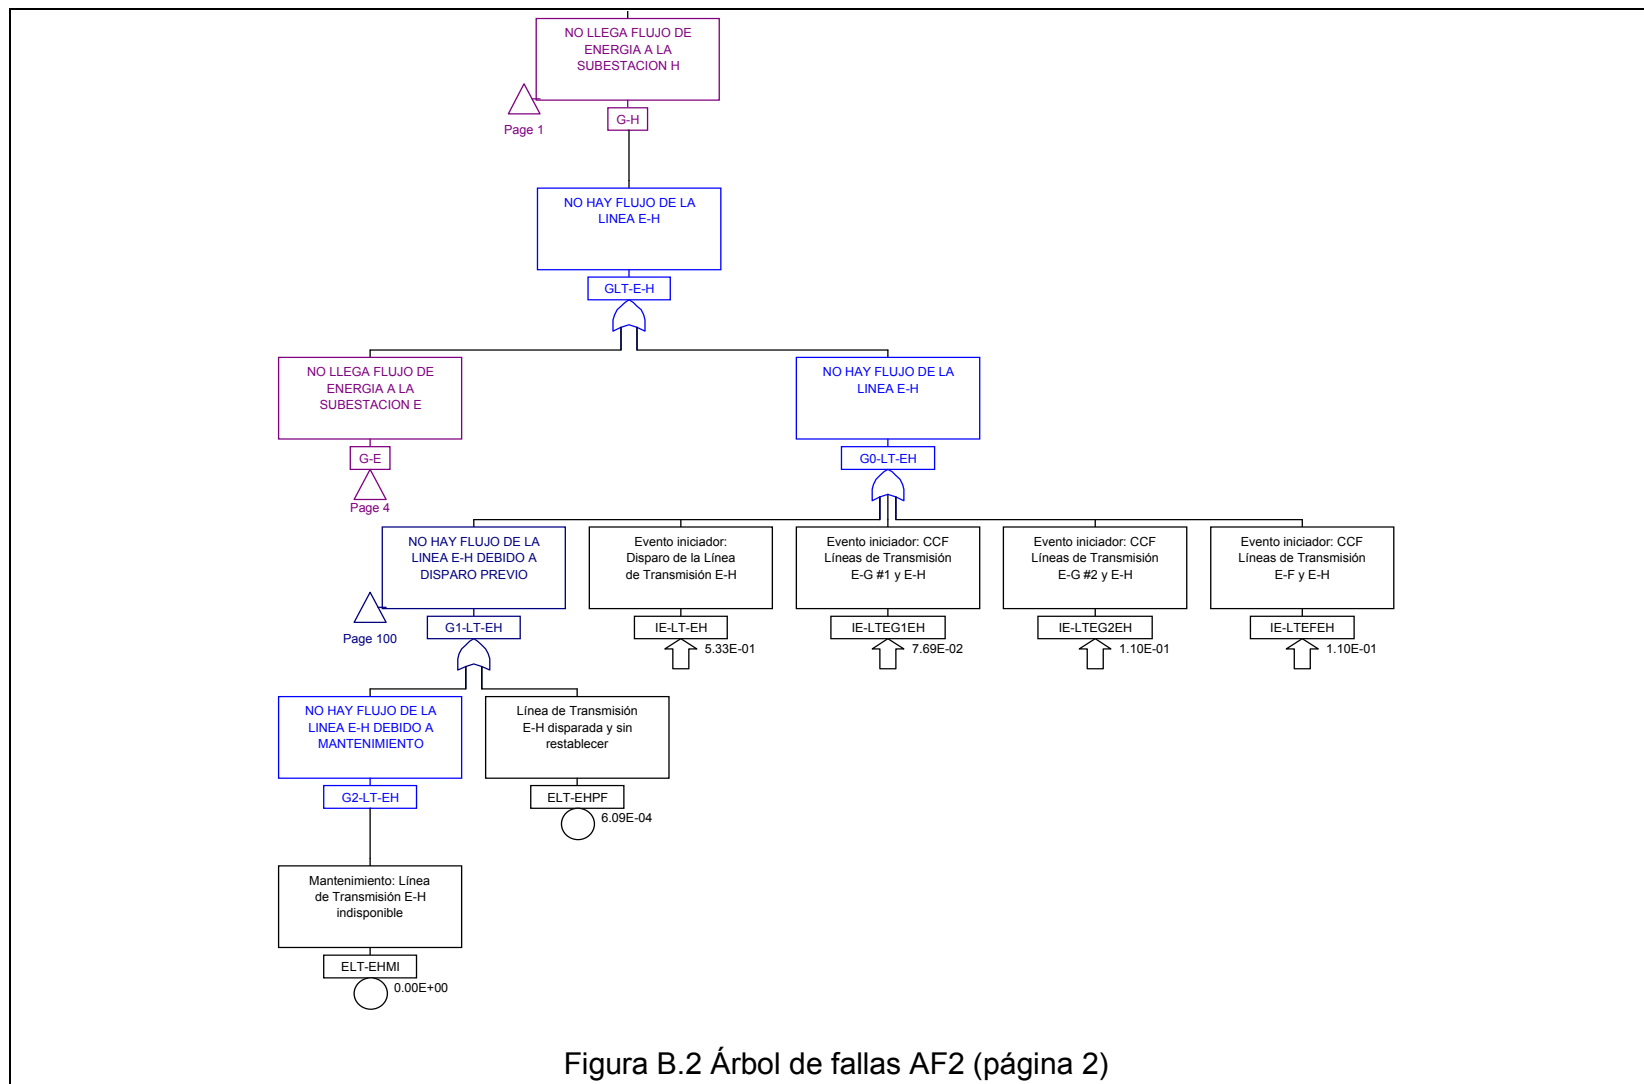 NO LLEGA FLUJO DE
ENERGIA A LA
SUBESTACION H
Page 1
G-H
NO HAY FLUJO DE LA
LINEA E-H
GLT-E-H
NO LLEGA FLUJO DE
ENERGIA A LA
SUBESTACION E
G-E
Page 4
NO HAY FLUJO DE LA
LINEA E-H
G0-LT-EH
NO HAY FLUJO DE LA
LINEA E-H DEBIDO A
DISPARO PREVIO
Page 100
G1-LT-EH
Evento iniciador:
Disparo de la Línea
de Transmisión E-H
IE-LT-EH
5.33E-01
Evento iniciador: CCF
Líneas de Transmisión
E-G #1 y E-H
IE-LTEG1EH
7.69E-02
Evento iniciador: CCF
Líneas de Transmisión
E-G #2 y E-H
IE-LTEG2EH
1.10E-01
Evento iniciador: CCF
Líneas de Transmisión
E-F y E-H
IE-LTEFEH
1.10E-01
NO HAY FLUJO DE LA
LINEA E-H DEBIDO A
MANTENIMIENTO
G2-LT-EH
Línea de Transmisión
E-H disparada y sin
restablecer
ELT-EHPF
6.09E-04
Mantenimiento: Línea
de Transmisión E-H
indisponible
ELT-EHMI
0.00E+00
Figura B.2 Árbol de fallas AF2 (página 2)